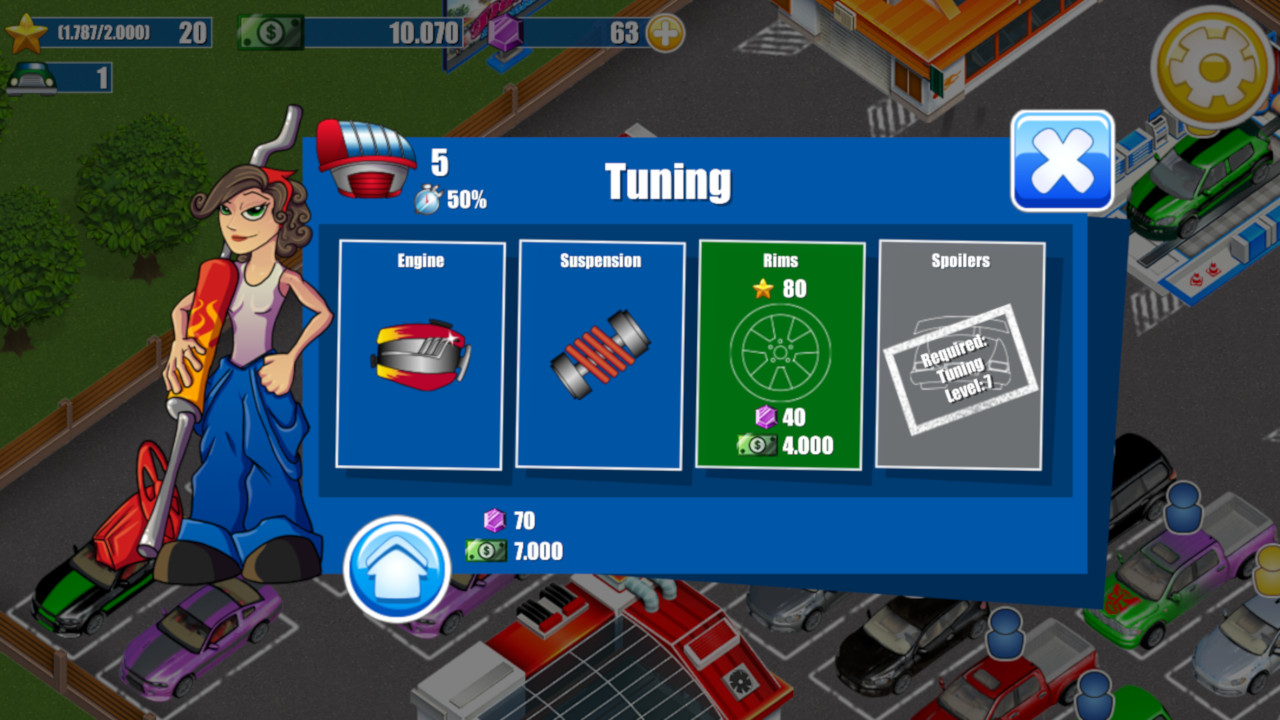 (1.787/2.000) 20
10.070
63
1
5
50%
Tuning
Engine
Suspension
Rims
80
40
4.000
Spoilers
Required:
Tuning
Level:7
70
7.000